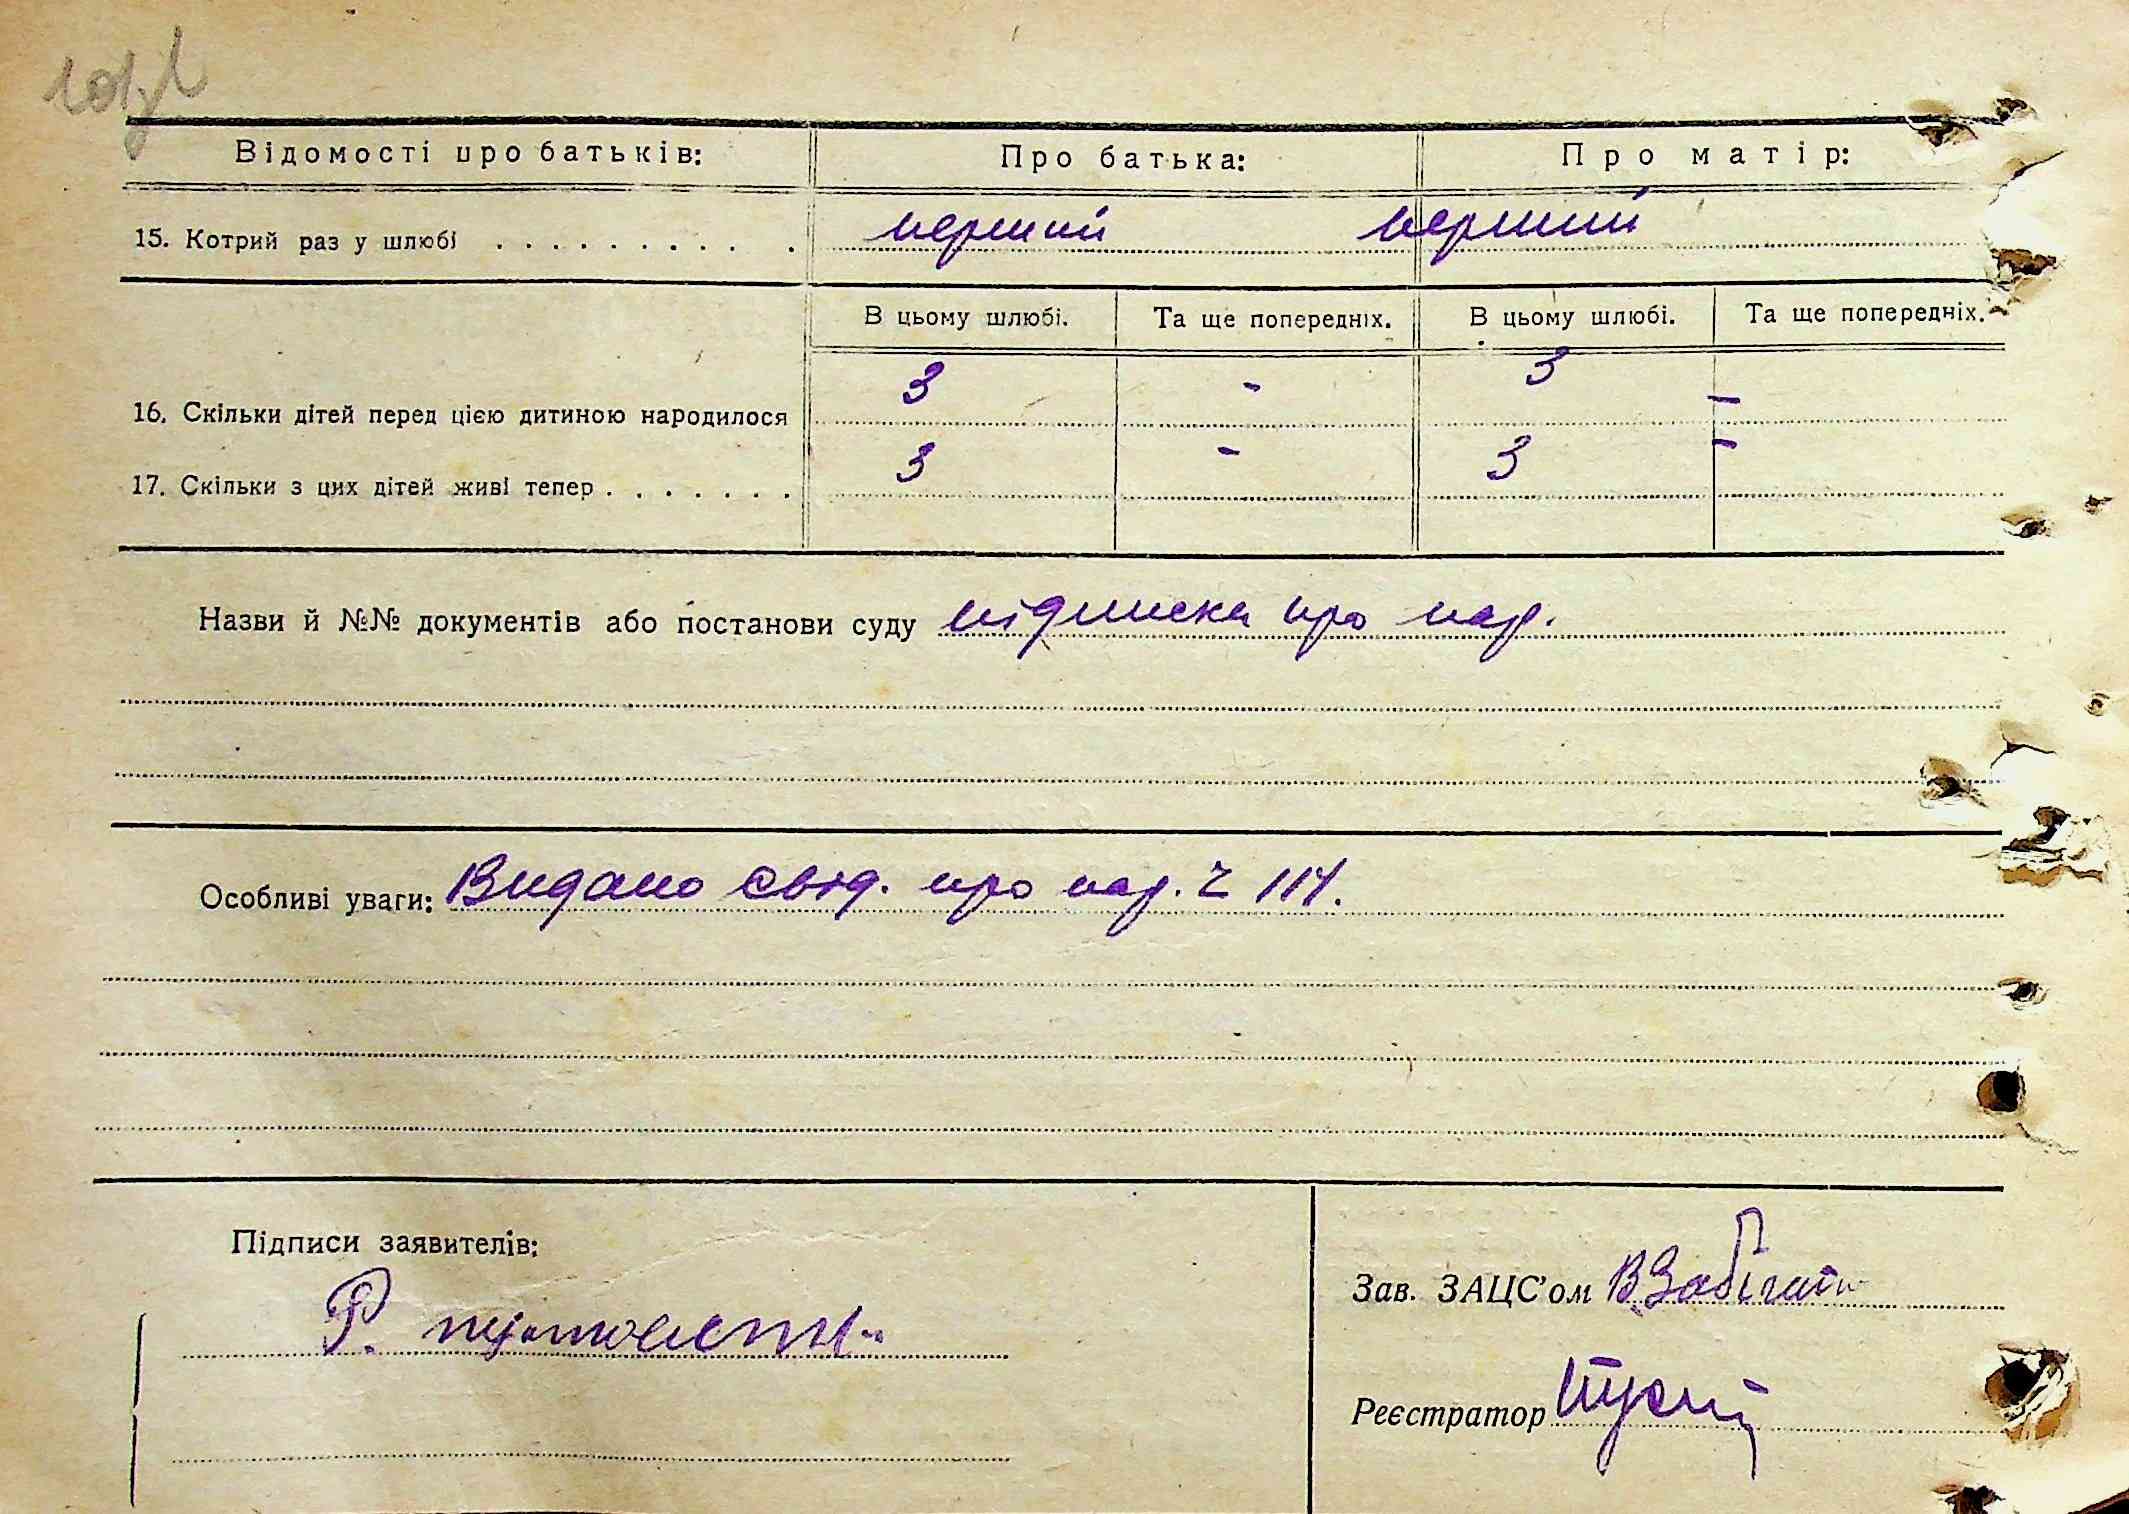 Відомості про батьків: Про батька: Про матір:
15. Котрий раз у шлюбі . . . . . . . . . . перший перший
В цьому шлюбі. Та ще попередніх. В цьому шлюбі. Та ще попередніх.
16. Скільки дітей перед цією дитиною народилося 3 - 3 -
17. Скільки з цих дітей живі тепер . . . . . . . 3 - 3 -
Назви й №№ документів або постанови суду підписка про нар.
Особливі уваги: Видано свід. про нар. Ч 114.
Підписи заявителів:
Р.
Зав. ЗАЦС'ом В
Реєстратор